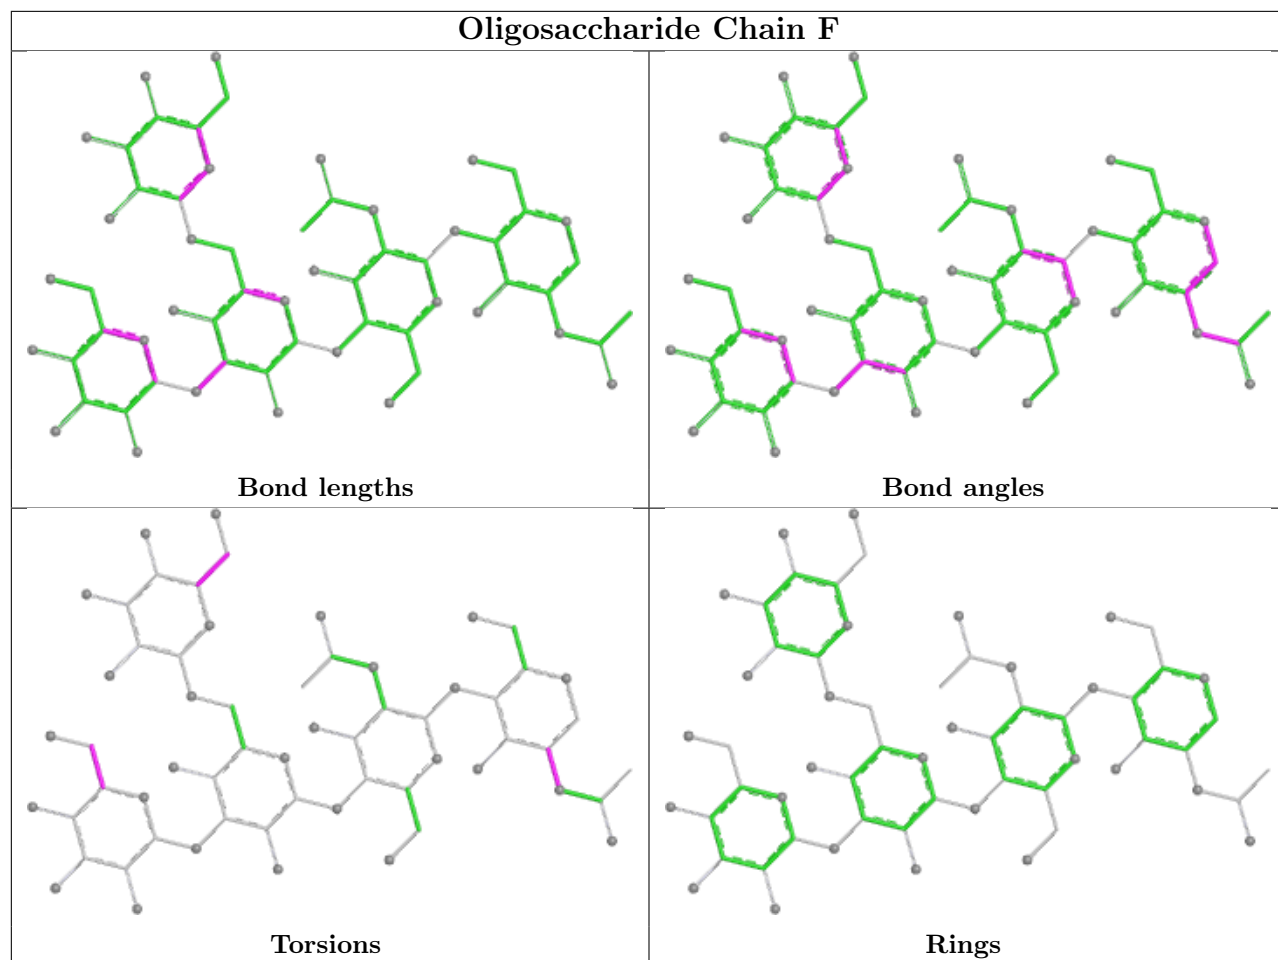 Oligosaccharide Chain F
Bond lengths
Bond angles
Torsions
Rings